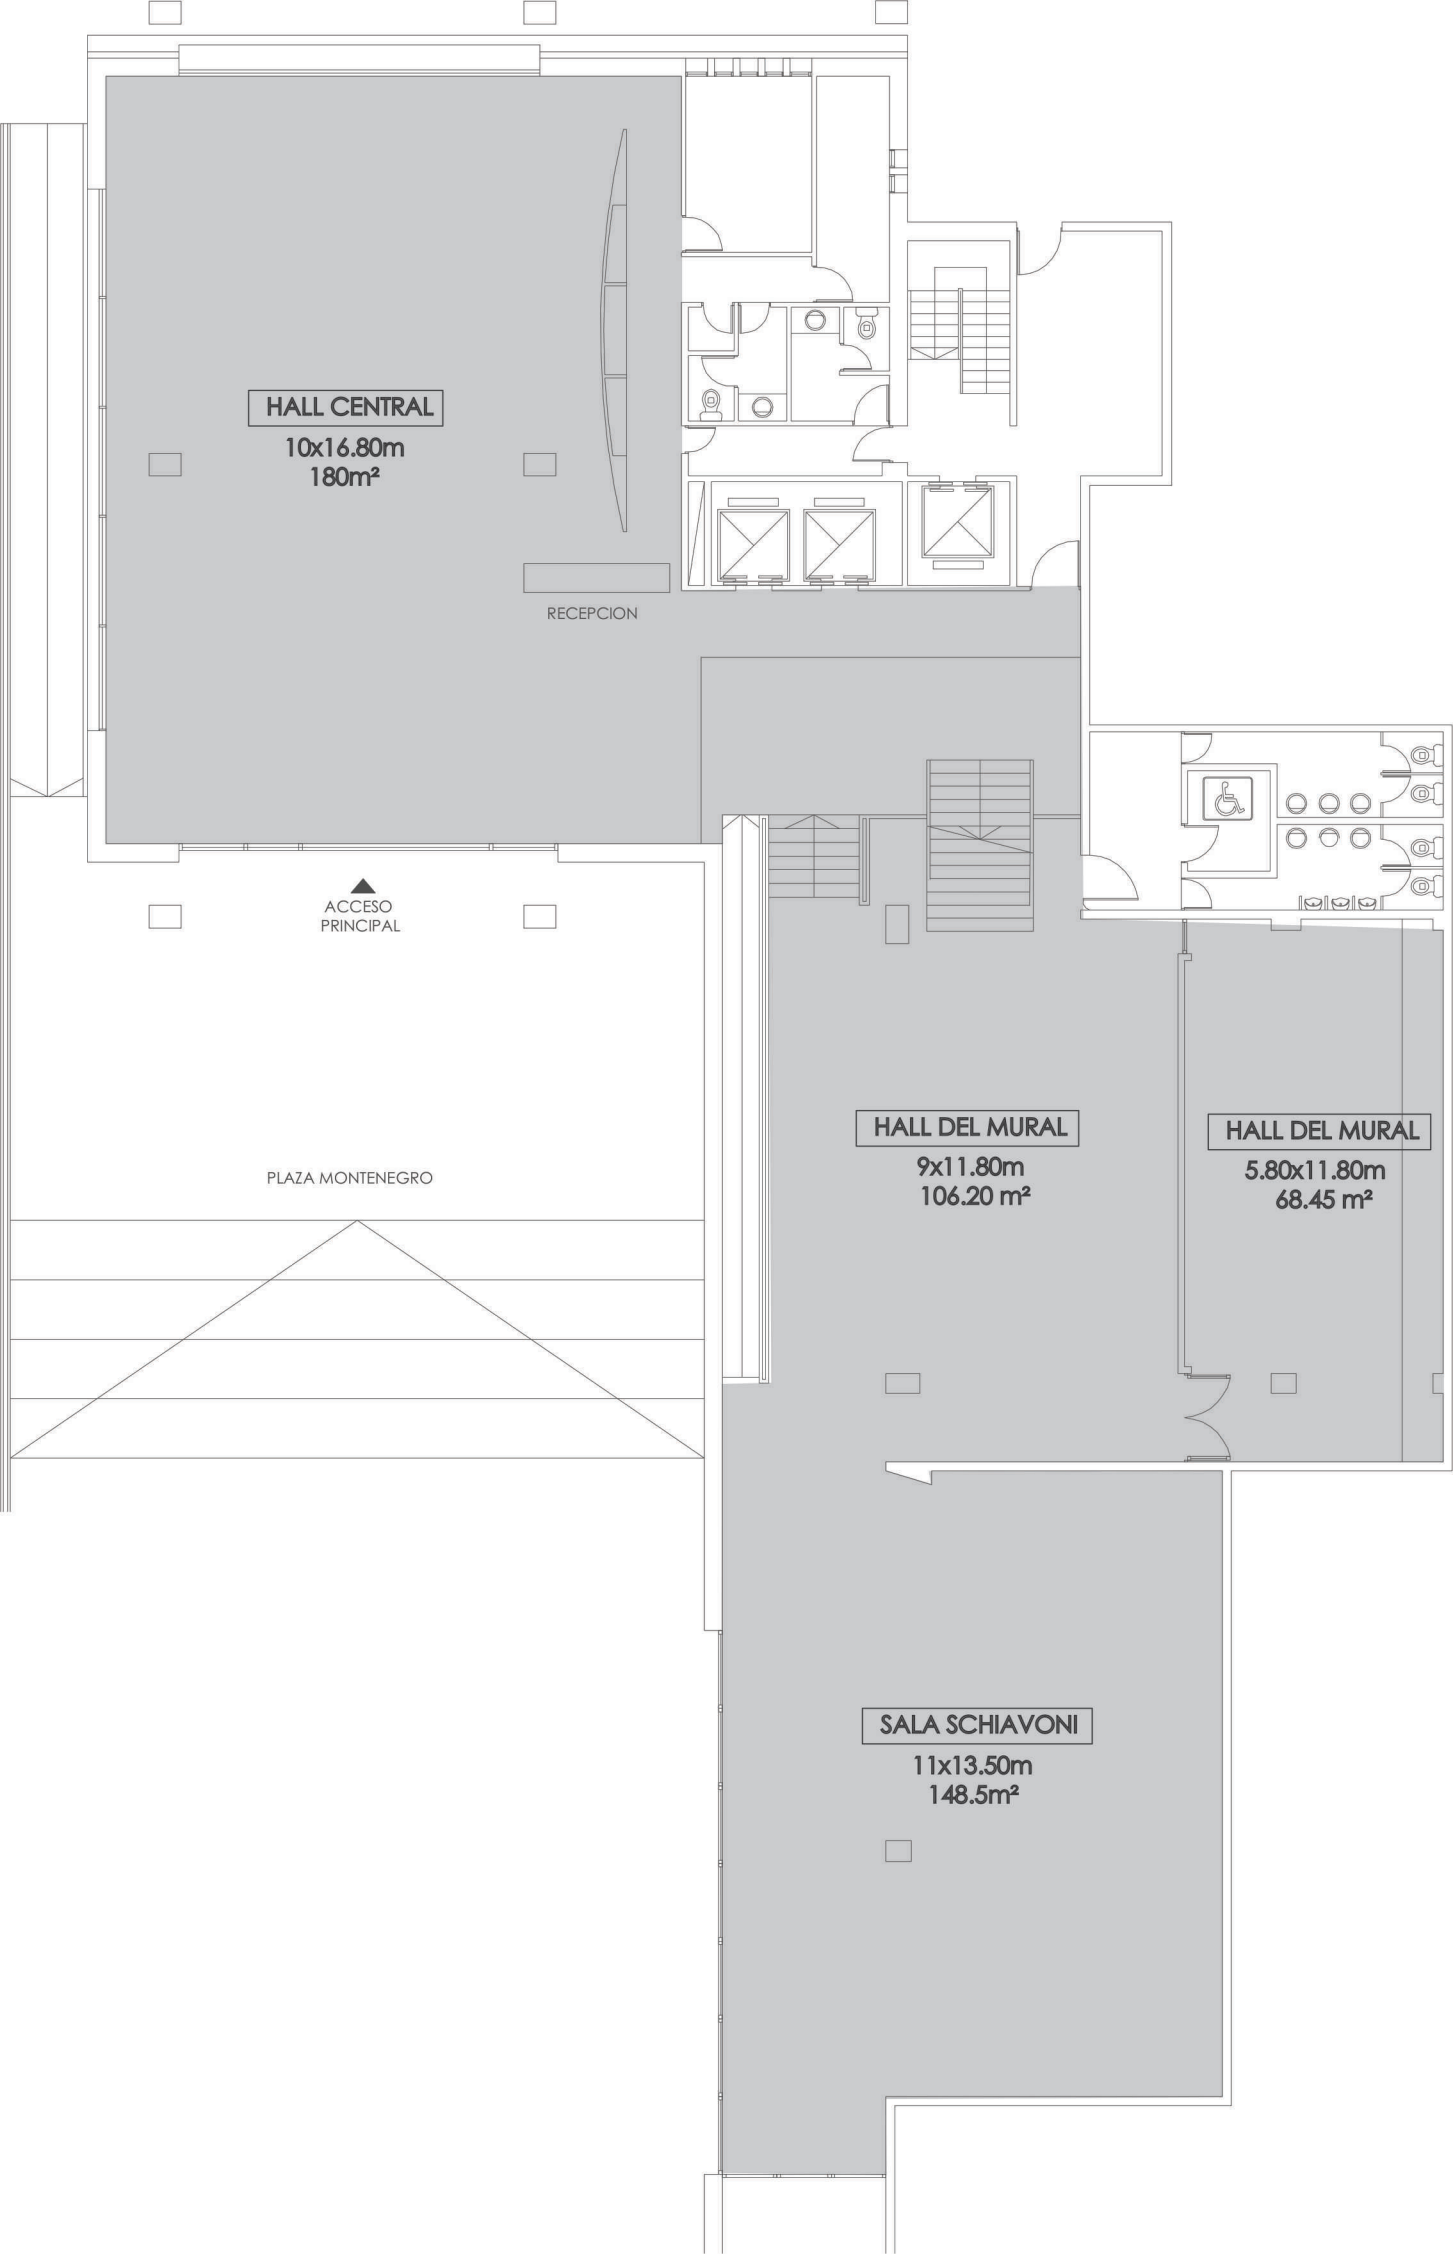 HALL CENTRAL
10x16.80m
180m²
RECEPCION
ACCESO
PRINCIPAL
PLAZA MONTENEGRO
HALL DEL MURAL
9x11.80m
106.20 m²
HALL DEL MURAL
5.80x11.80m
68.45 m²
SALA SCHIAVONI
11x13.50m
148.5m²